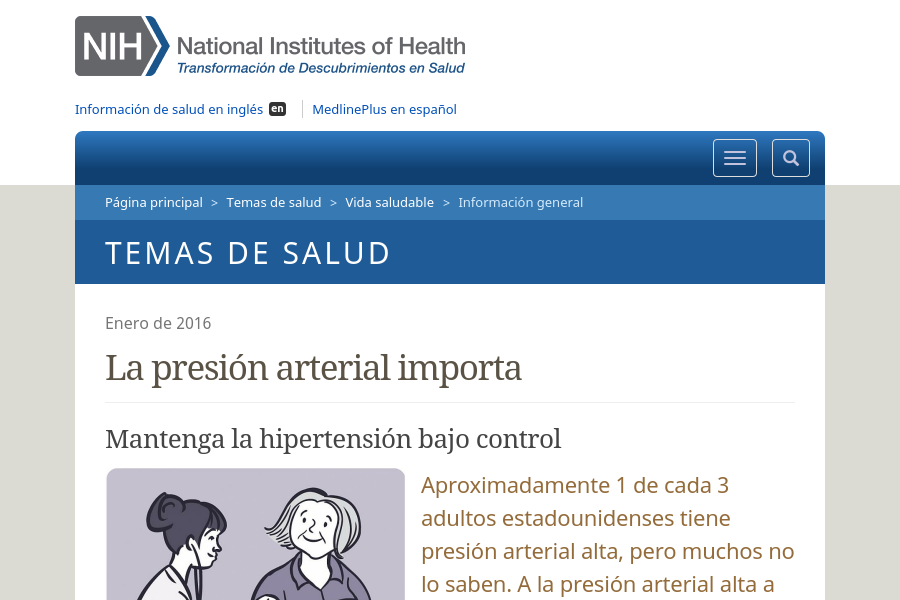 NIH National Institutes of Health
Transformación de Descubrimientos en Salud
Información de salud en inglés en MedlinePlus en español
Página principal > Temas de salud > Vida saludable > Información general
TEMAS DE SALUD
Enero de 2016
La presión arterial importa
Mantenga la hipertensión bajo control
Aproximadamente 1 de cada 3
adultos estadounidenses tiene
presión arterial alta, pero muchos no
lo saben. A la presión arterial alta a